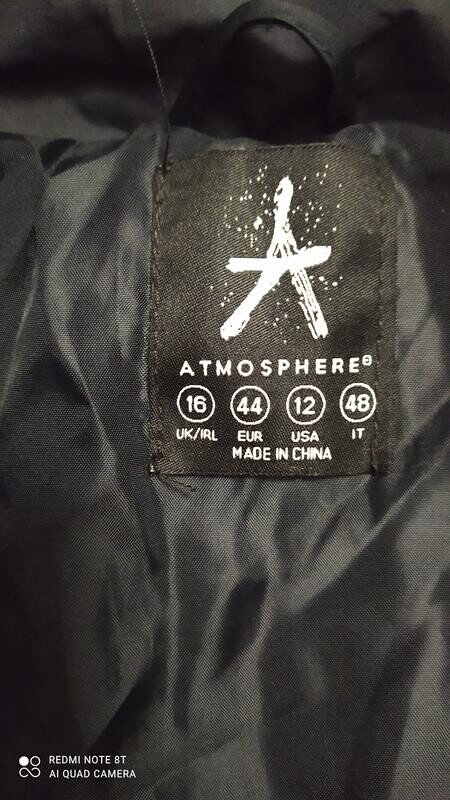 ATMOSPHERE®
16 44 12 48
UK/IRL EUR USA IT
MADE IN CHINA
REDMI NOTE 8T
AI QUAD CAMERA